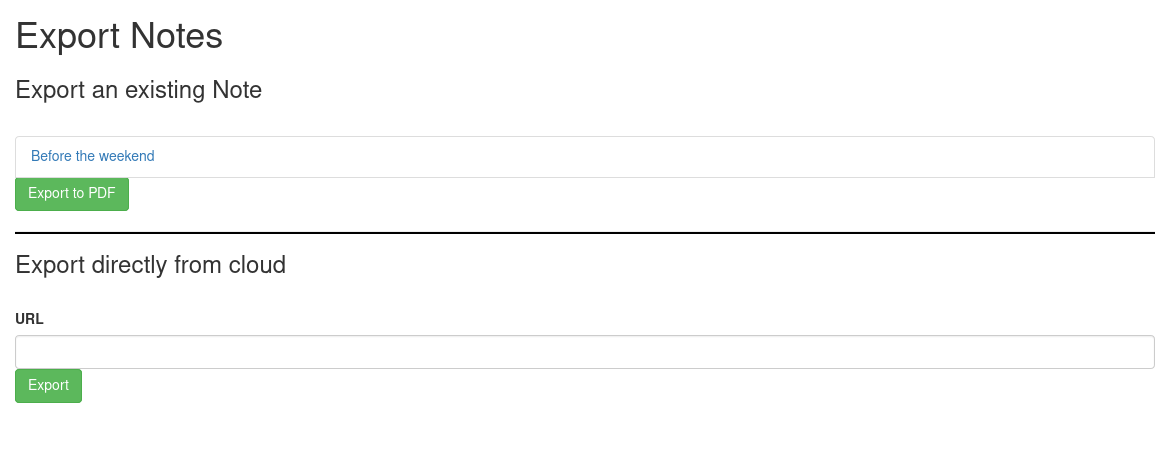 Export Notes
Export an existing Note
Before the weekend
Export to PDF
Export directly from cloud
URL
Export